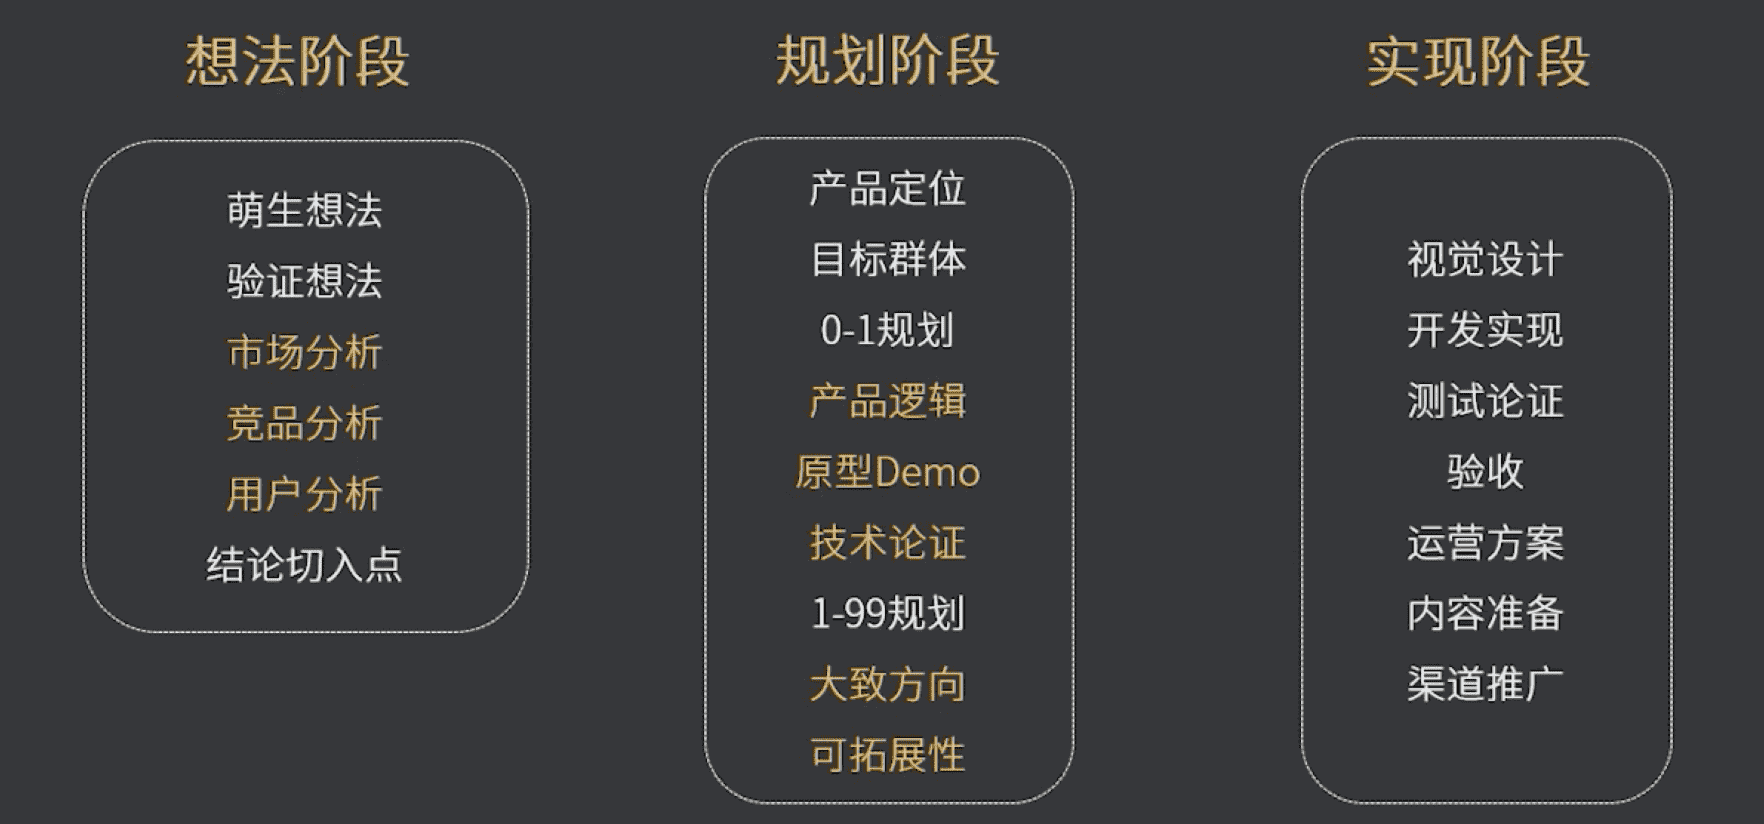 想法阶段
萌生想法
验证想法
市场分析
竞品分析
用户分析
结论切入点
规划阶段
产品定位
目标群体
0-1规划
产品逻辑
原型Demo
技术论证
1-99规划
大致方向
可拓展性
实现阶段
视觉设计
开发实现
测试论证
验收
运营方案
内容准备
渠道推广